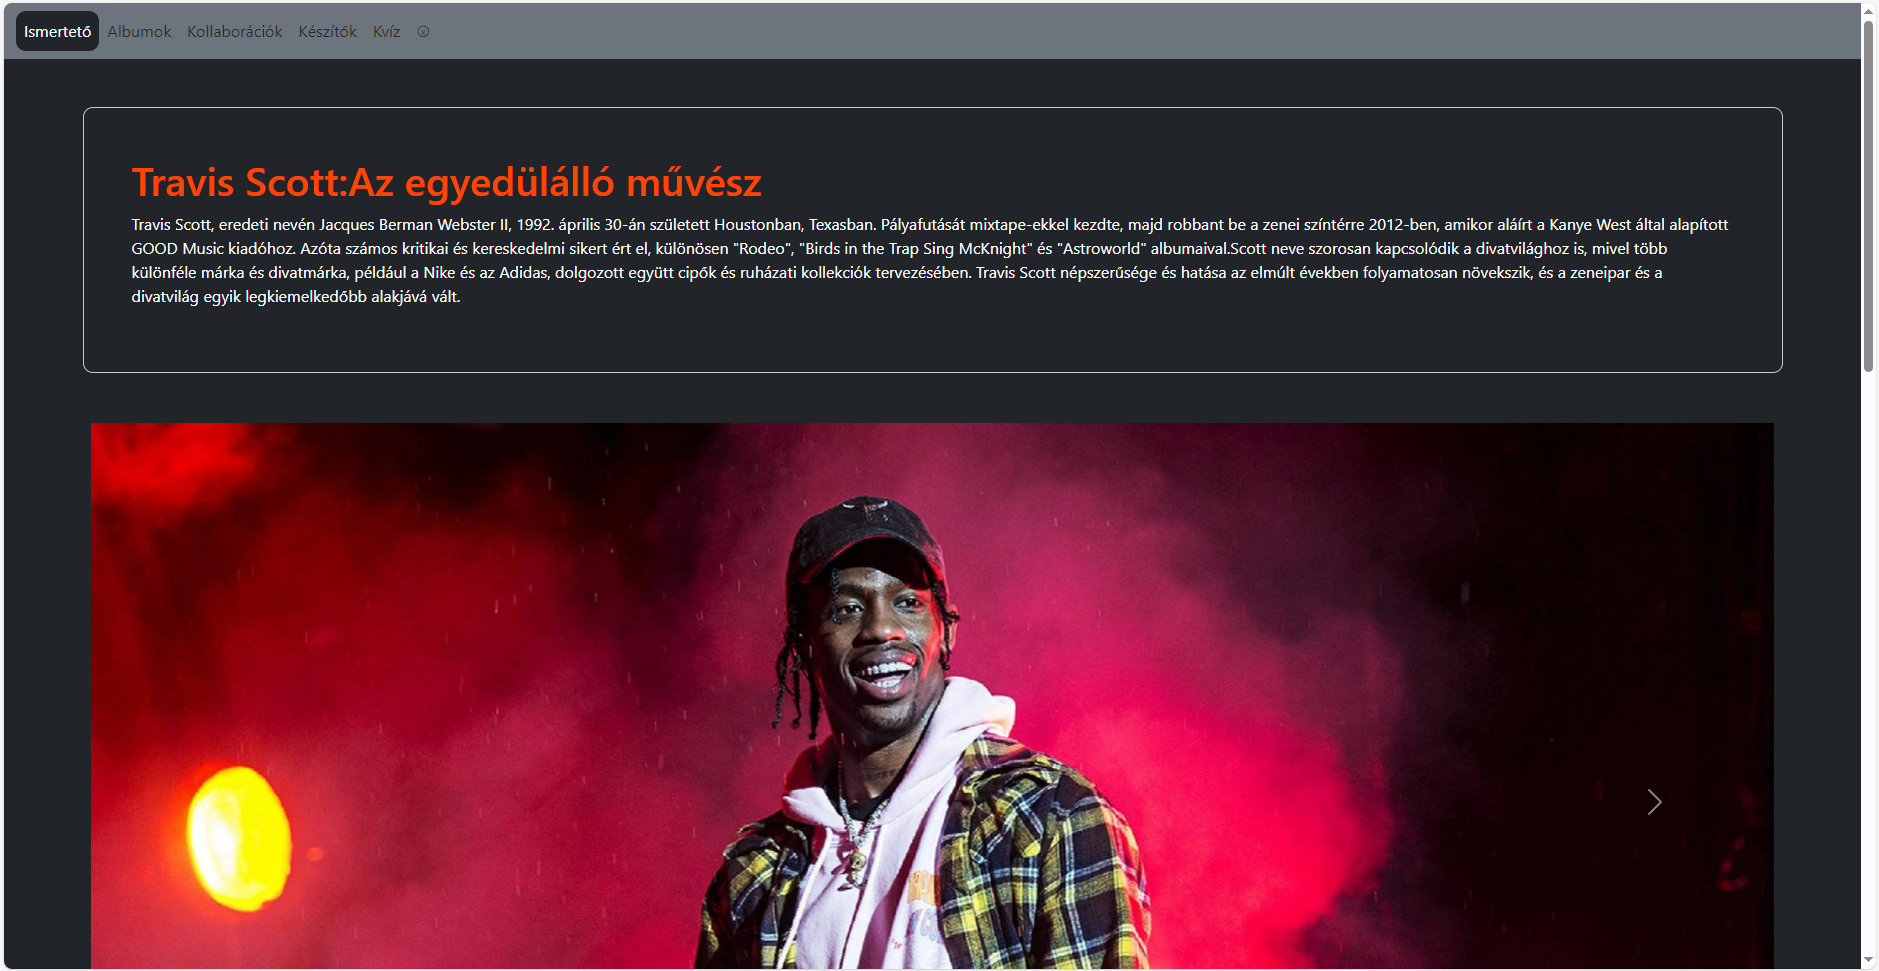 Ismertető Albumok Kollaborációk Készítők Kvíz
Travis Scott:Az egyedülálló művész
Travis Scott, eredeti nevén Jacques Berman Webster II, 1992. április 30-án született Houstonban, Texasban. Pályafutását mixtape-ekkel kezdte, majd robbant be a zenei színtérre 2012-ben, amikor aláírt a Kanye West által alapított
GOOD Music kiadóhoz. Azóta számos kritikai és kereskedelmi sikert ért el, különösen "Rodeo", "Birds in the Trap Sing McKnight" és "Astroworld" albumaival.Scott neve szorosan kapcsolódik a divatvilághoz is, mivel több
különféle márka és divatmárka, például a Nike és az Adidas, dolgozott együtt cipők és ruházati kollekciók tervezésében. Travis Scott népszerűsége és hatása az elmúlt években folyamatosan növekszik, és a zeneipar és a
divatvilág egyik legkiemelkedőbb alakjává vált.